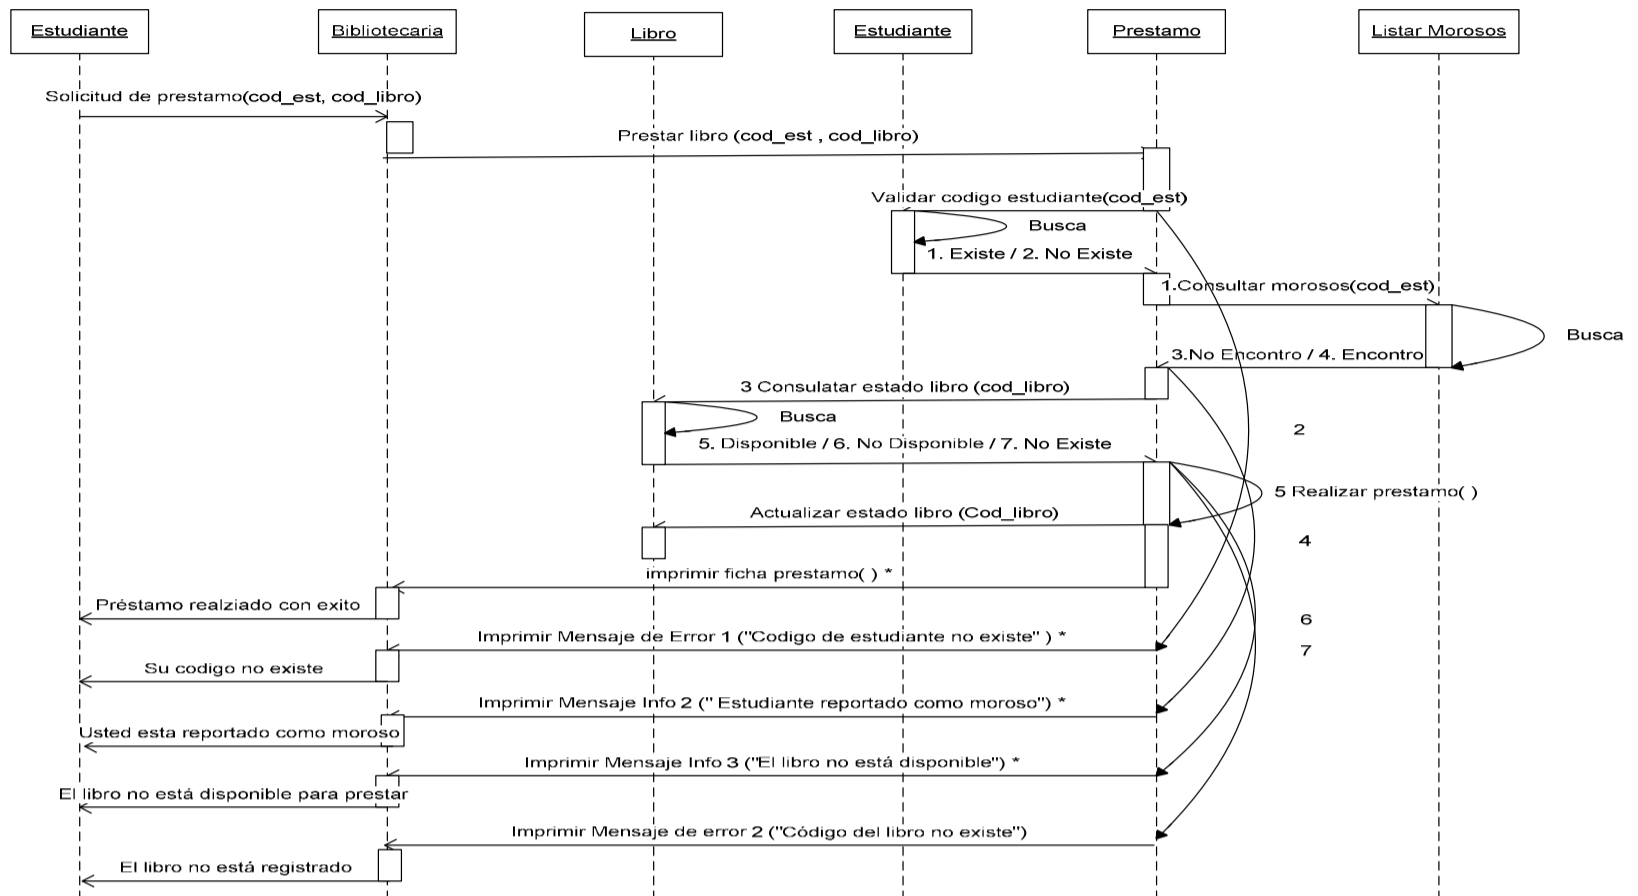 Estudiante
Bibliotecaria
Libro
Estudiante
Prestamo
Listar Morosos
Solicitud de prestamo(cod_est, cod_libro)
Prestar libro (cod_est , cod_libro)
Validar codigo estudiante(cod_est)
Busca
1. Existe / 2. No Existe
1.Consultar morosos(cod_est)
Busca
3.No Encontro / 4. Encontro
3 Consulatar estado libro (cod_libro)
Busca
2
5. Disponible / 6. No Disponible / 7. No Existe
5 Realizar prestamo( )
Actualizar estado libro (Cod_libro)
4
imprimir ficha prestamo( ) *
Préstamo realziado con exito
6
Imprimir Mensaje de Error 1 ("Codigo de estudiante no existe" ) *
7
Su codigo no existe
Imprimir Mensaje Info 2 (" Estudiante reportado como moroso") *
Usted esta reportado como moroso
Imprimir Mensaje Info 3 ("El libro no está disponible") *
El libro no está disponible para prestar
Imprimir Mensaje de error 2 ("Código del libro no existe")
El libro no está registrado